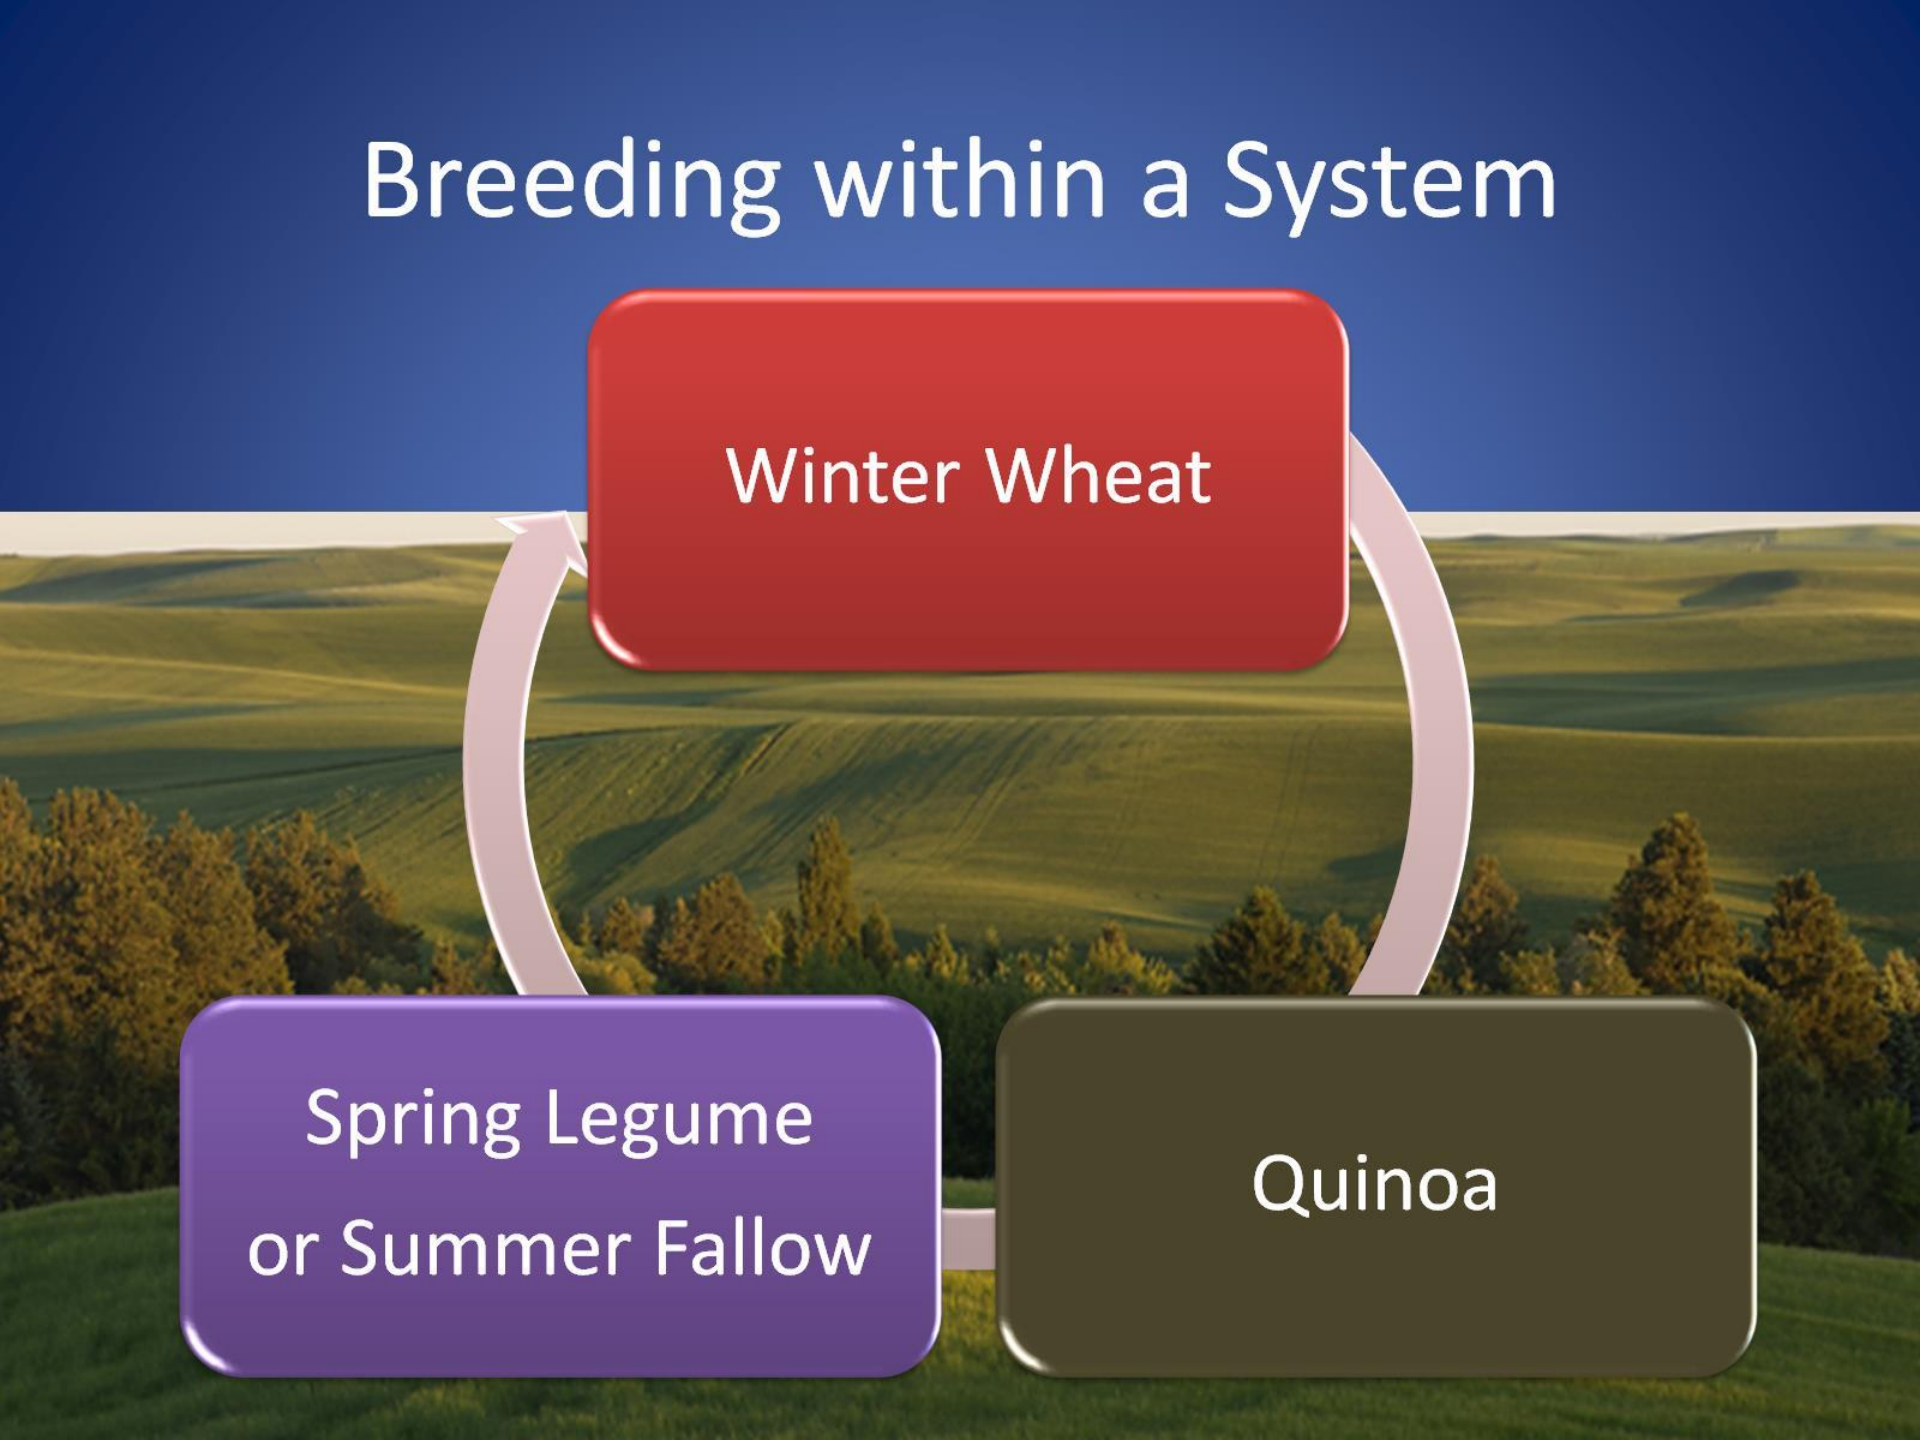 Breeding within a System
Winter Wheat
Spring Legume
or Summer Fallow
Quinoa